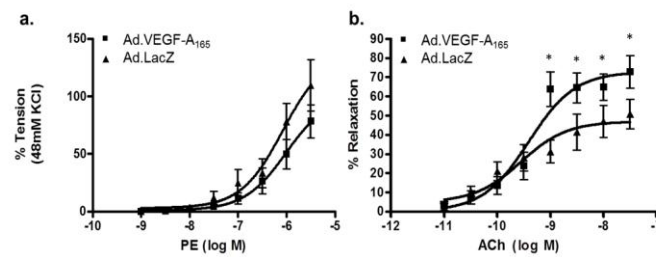 a.
Ad.VEGF-A165
Ad.LacZ
% Tension
(48mM KCl)
150
100
50
0
-10 -9 -8 -7 -6 -5
PE (log M)
b.
Ad.VEGF-A165
Ad.LacZ
% Relaxation
90
80
70
60
50
40
30
20
10
0
* * * *
-12 -11 -10 -9 -8 -7
ACh (log M)